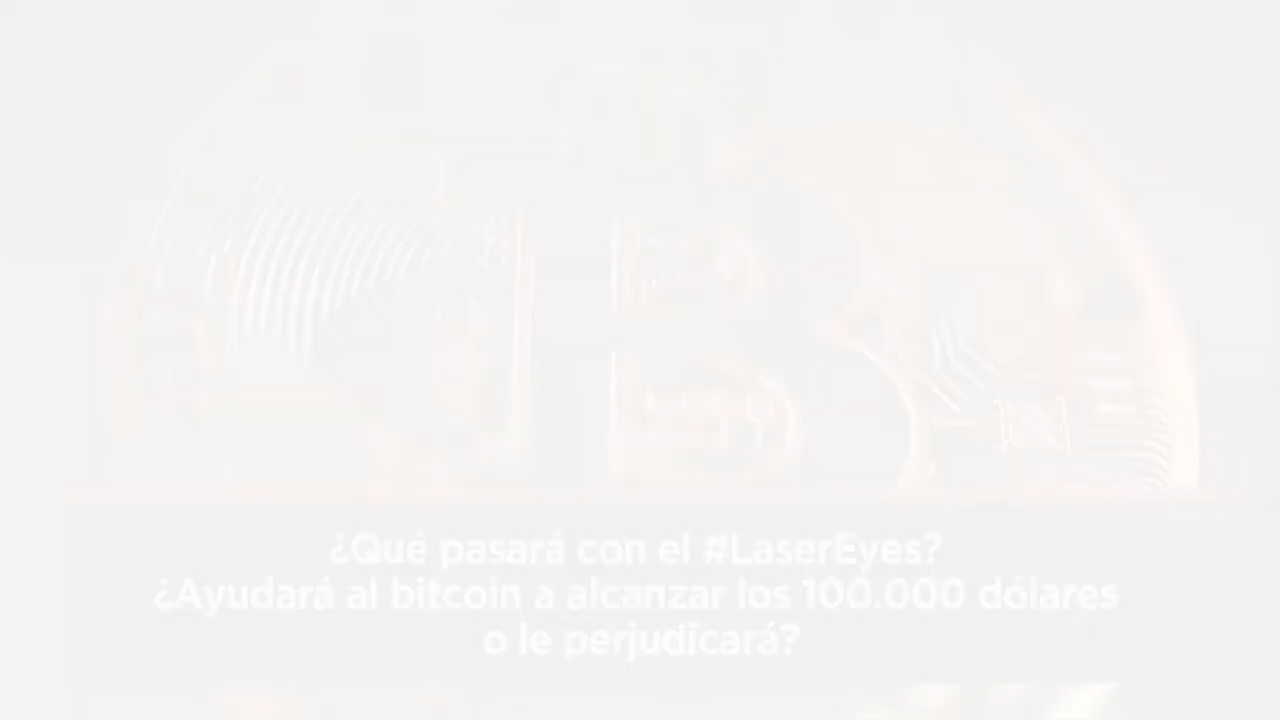 ¿Qué pasará con el #LaserEyes?
¿Ayudará al bitcoin a alcanzar los 100.000 dólares
o le perjudicará?